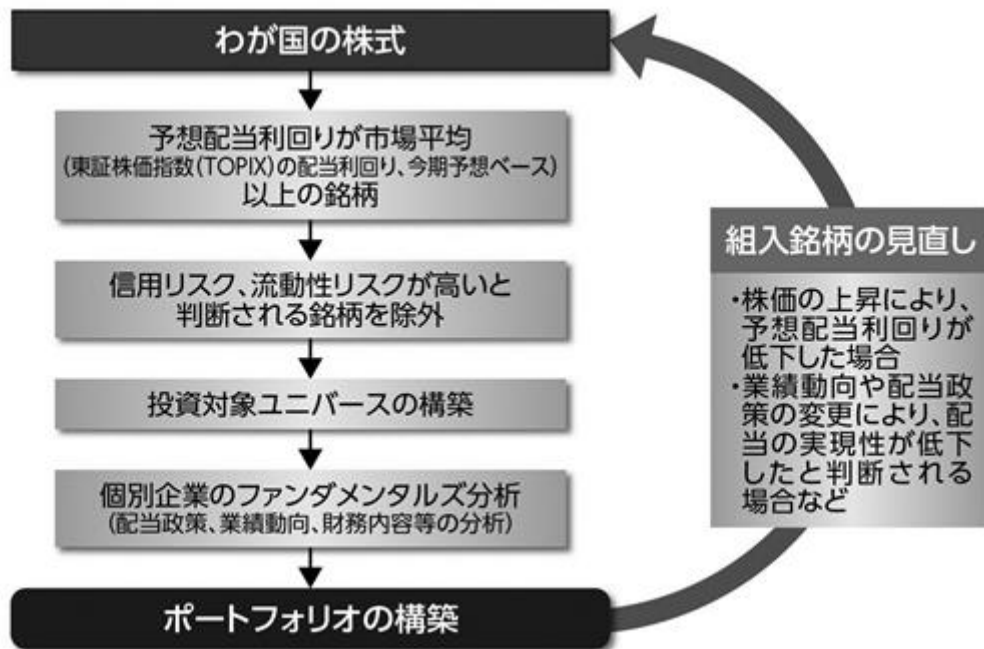 わが国の株式
予想配当利回りが市場平均
(東証株価指数(TOPIX)の配当利回り、今期予想ベース)
以上の銘柄
信用リスク、流動性リスクが高いと
判断される銘柄を除外
投資対象ユニバースの構築
個別企業のファンダメンタルズ分析
(配当政策、業績動向、財務内容等の分析)
ポートフォリオの構築
組入銘柄の見直し
・株価の上昇により、
予想配当利回りが
低下した場合
・業績動向や配当政
策の変更により、配
当の実現性が低下
したと判断される
場合など